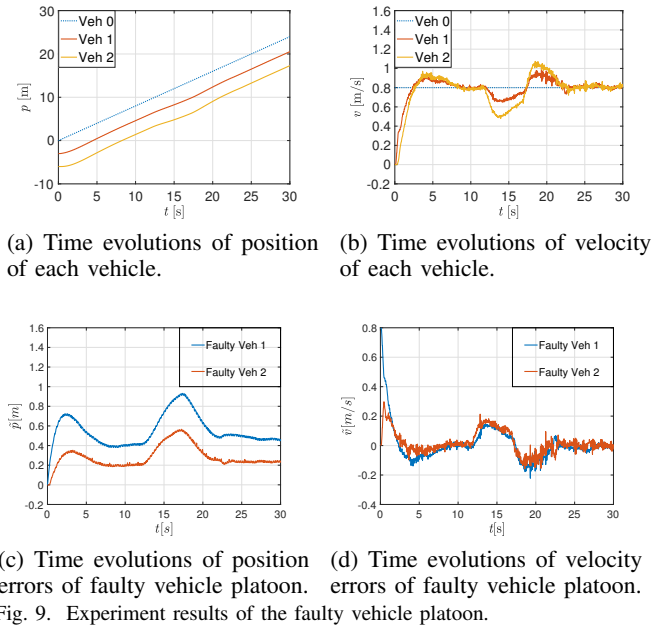 30
20
10
0
-10
0
5
10
15
20
25
30
p [m]
t [s]
Veh 0
Veh 1
Veh 2
1.6
1.4
1.2
1
0.8
0.6
0.4
0.2
0
-0.2
0
5
10
15
20
25
30
v [m/s]
t [s]
Veh 0
Veh 1
Veh 2
(a) Time evolutions of position
of each vehicle.
(b) Time evolutions of velocity
of each vehicle.
1.6
1.4
1.2
1
0.8
0.6
0.4
0.2
0
-0.2
0
5
10
15
20
25
30
p̃[m]
t[s]
Faulty Veh 1
Faulty Veh 2
0.8
0.6
0.4
0.2
0
-0.2
-0.4
0
5
10
15
20
25
30
ṽ[m/s]
t[s]
Faulty Veh 1
Faulty Veh 2
(c) Time evolutions of position
errors of faulty vehicle platoon.
(d) Time evolutions of velocity
errors of faulty vehicle platoon.
Fig. 9. Experiment results of the faulty vehicle platoon.